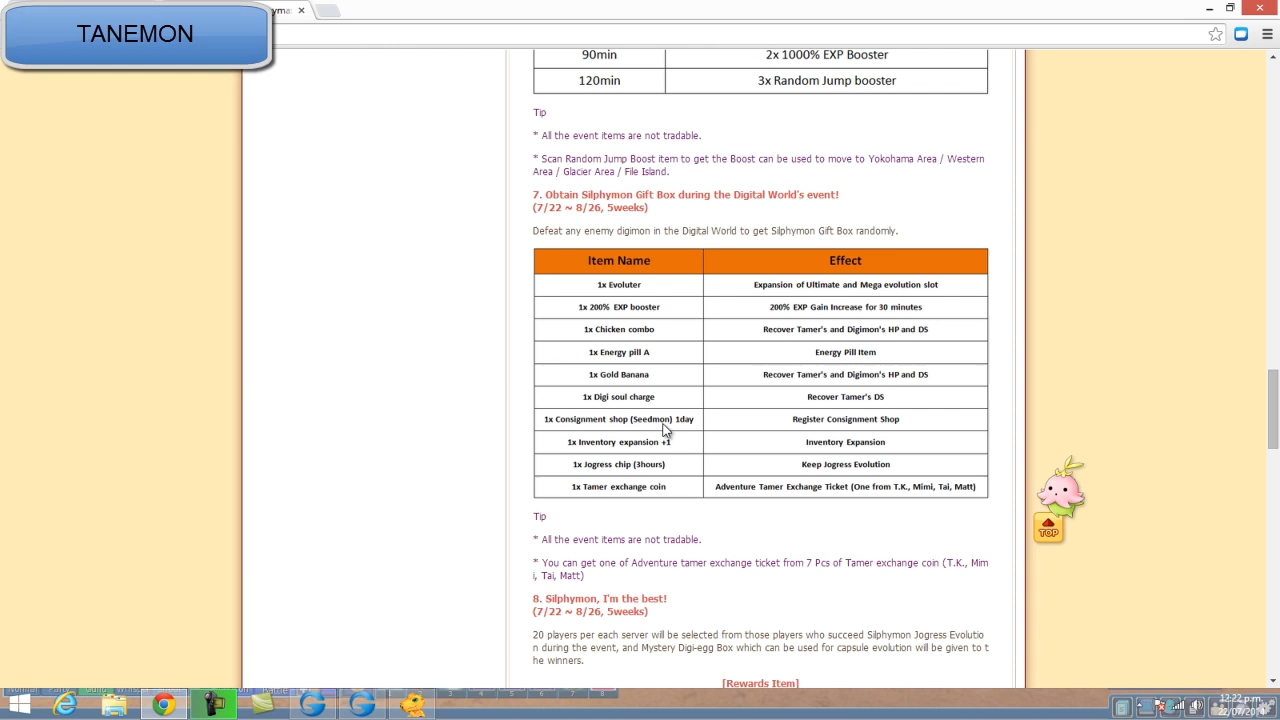 TANEMON
90min 2x 1000% EXP Booster
120min 3x Random Jump booster
Tip
* All the event items are not tradable.
* Scan Random Jump Boost item to get the Boost can be used to move to Yokohama Area / Western
Area / Glacier Area / File Island.
7. Obtain Silphymon Gift Box during the Digital World's event!
(7/22 ~ 8/26, 5weeks)
Defeat any enemy digimon in the Digital World to get Silphymon Gift Box randomly.
Item Name Effect
1x Evoluter Expansion of Ultimate and Mega evolution slot
1x 200% EXP booster 200% EXP Gain Increase for 30 minutes
1x Chicken combo Recover Tamer's and Digimon's HP and DS
1x Energy pill A Energy Pill Item
1x Gold Banana Recover Tamer's and Digimon's HP and DS
1x Digi soul charge Recover Tamer's DS
1x Consignment shop (Seedmon) 1day Register Consignment Shop
1x Inventory expansion +1 Inventory Expansion
1x Jogress chip (3hours) Keep Jogress Evolution
1x Tamer exchange coin Adventure Tamer Exchange Ticket (One from T.K., Mimi, Tai, Matt)
TOP
Tip
* All the event items are not tradable.
* You can get one of Adventure tamer exchange ticket from 7 Pcs of Tamer exchange coin (T.K., Mim
i, Tai, Matt)
8. Silphymon, I'm the best!
(7/22 ~ 8/26, 5weeks)
20 players per each server will be selected from those players who succeed Silphymon Jogress Evolutio
n during the event, and Mystery Digi-egg Box which can be used for capsule evolution will be given to t
he winners.
[Rewards Item]
12:22 p.m.
22/07/2014